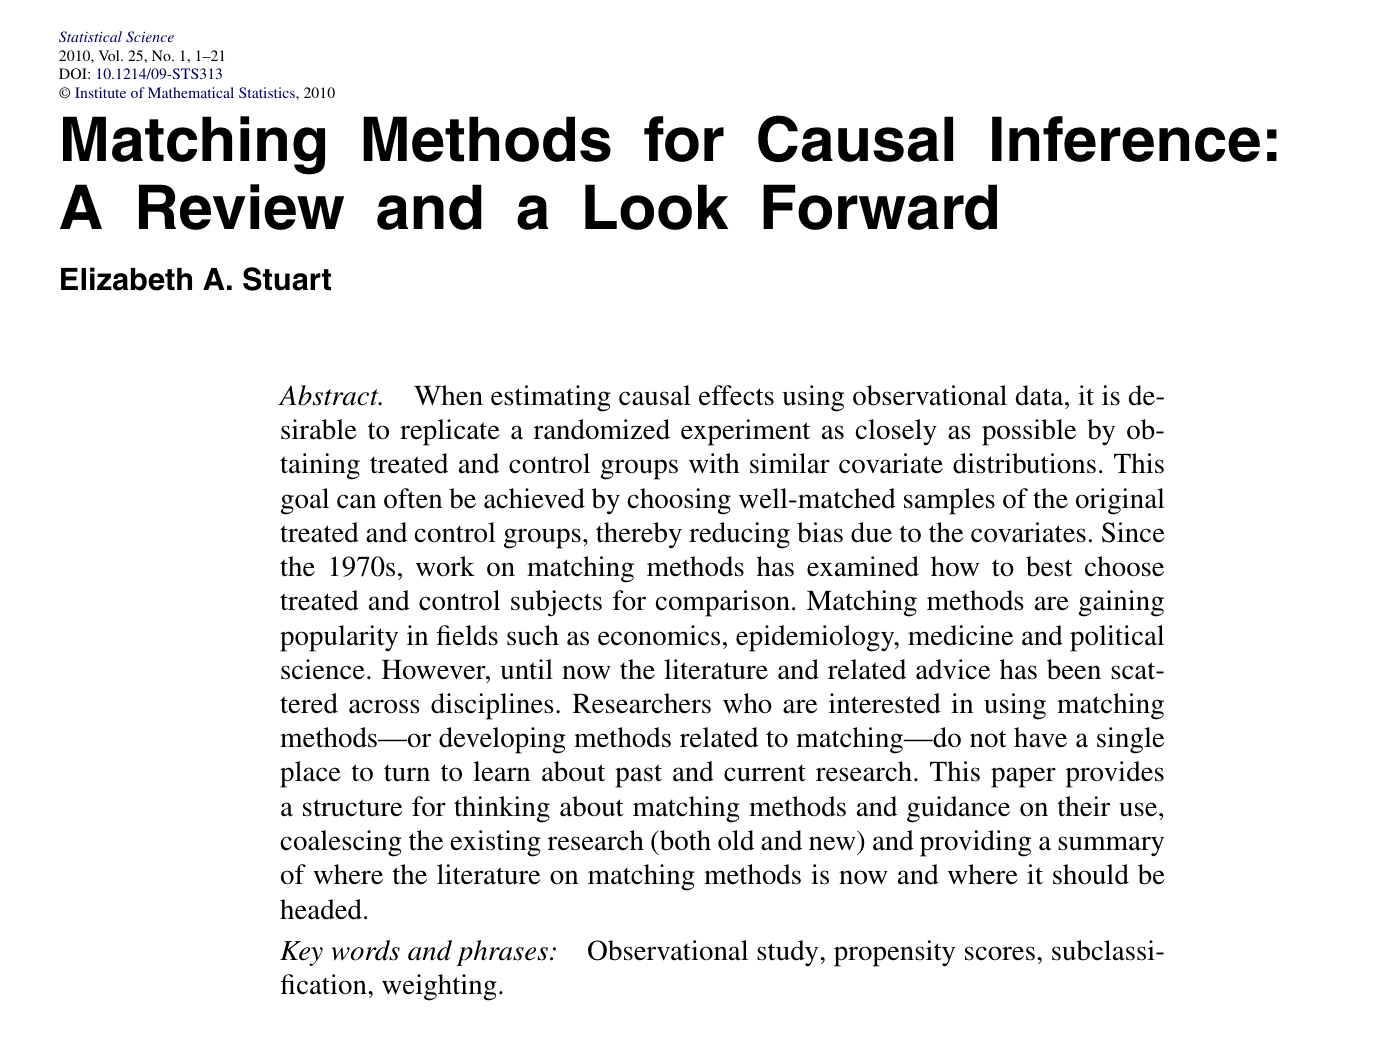 Statistical Science
2010, Vol. 25, No. 1, 1–21
DOI: 10.1214/09-STS313
© Institute of Mathematical Statistics, 2010
Matching Methods for Causal Inference:
A Review and a Look Forward
Elizabeth A. Stuart
Abstract. When estimating causal effects using observational data, it is de-
sirable to replicate a randomized experiment as closely as possible by ob-
taining treated and control groups with similar covariate distributions. This
goal can often be achieved by choosing well-matched samples of the original
treated and control groups, thereby reducing bias due to the covariates. Since
the 1970s, work on matching methods has examined how to best choose
treated and control subjects for comparison. Matching methods are gaining
popularity in fields such as economics, epidemiology, medicine and political
science. However, until now the literature and related advice has been scat-
tered across disciplines. Researchers who are interested in using matching
methods—or developing methods related to matching—do not have a single
place to turn to learn about past and current research. This paper provides
a structure for thinking about matching methods and guidance on their use,
coalescing the existing research (both old and new) and providing a summary
of where the literature on matching methods is now and where it should be
headed.
Key words and phrases: Observational study, propensity scores, subclassi-
fication, weighting.